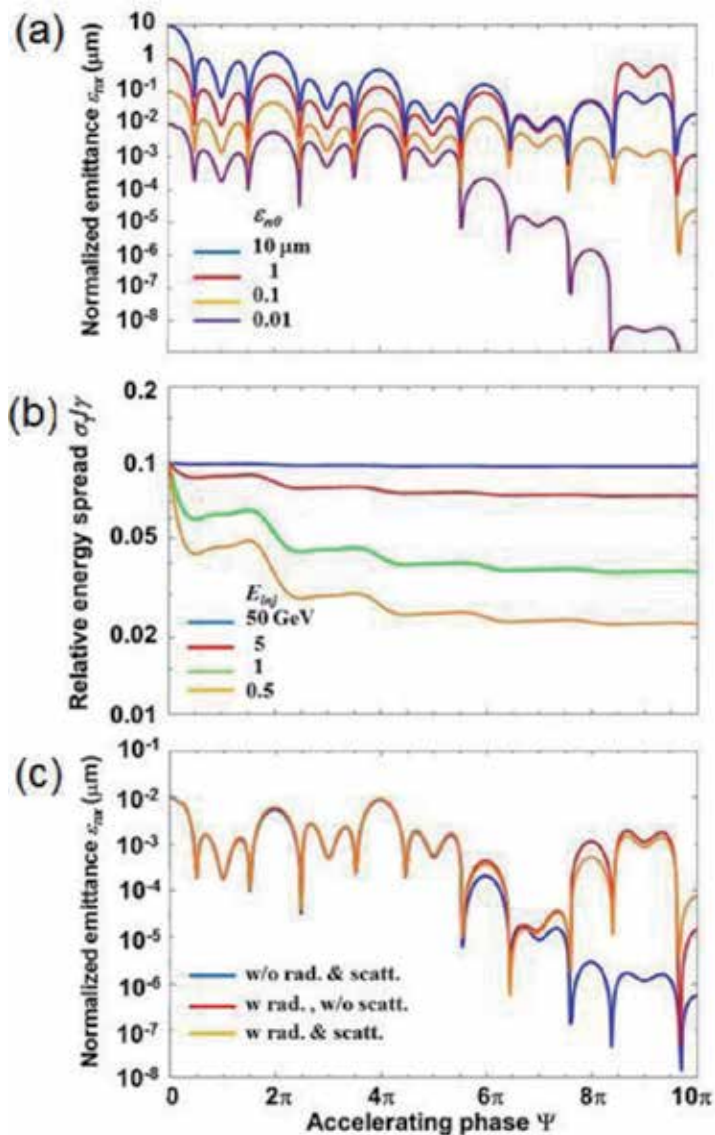 (a)
Normalized emittance εnx (μm)
10
1
10-1
10-2
10-3
10-4
10-5
10-6
10-7
10-8
εn0
10 μm
1
0.1
0.01
(b)
Relative energy spread σγ/γ
0.2
0.1
0.05
0.02
0.01
Einj
50 GeV
5
1
0.5
(c)
Normalized emittance εnx (μm)
10-1
10-2
10-3
10-4
10-5
10-6
10-7
10-8
w/o rad. & scatt.
w rad. , w/o scatt.
w rad. & scatt.
0 2π 4π 6π 8π 10π
Accelerating phase Ψ